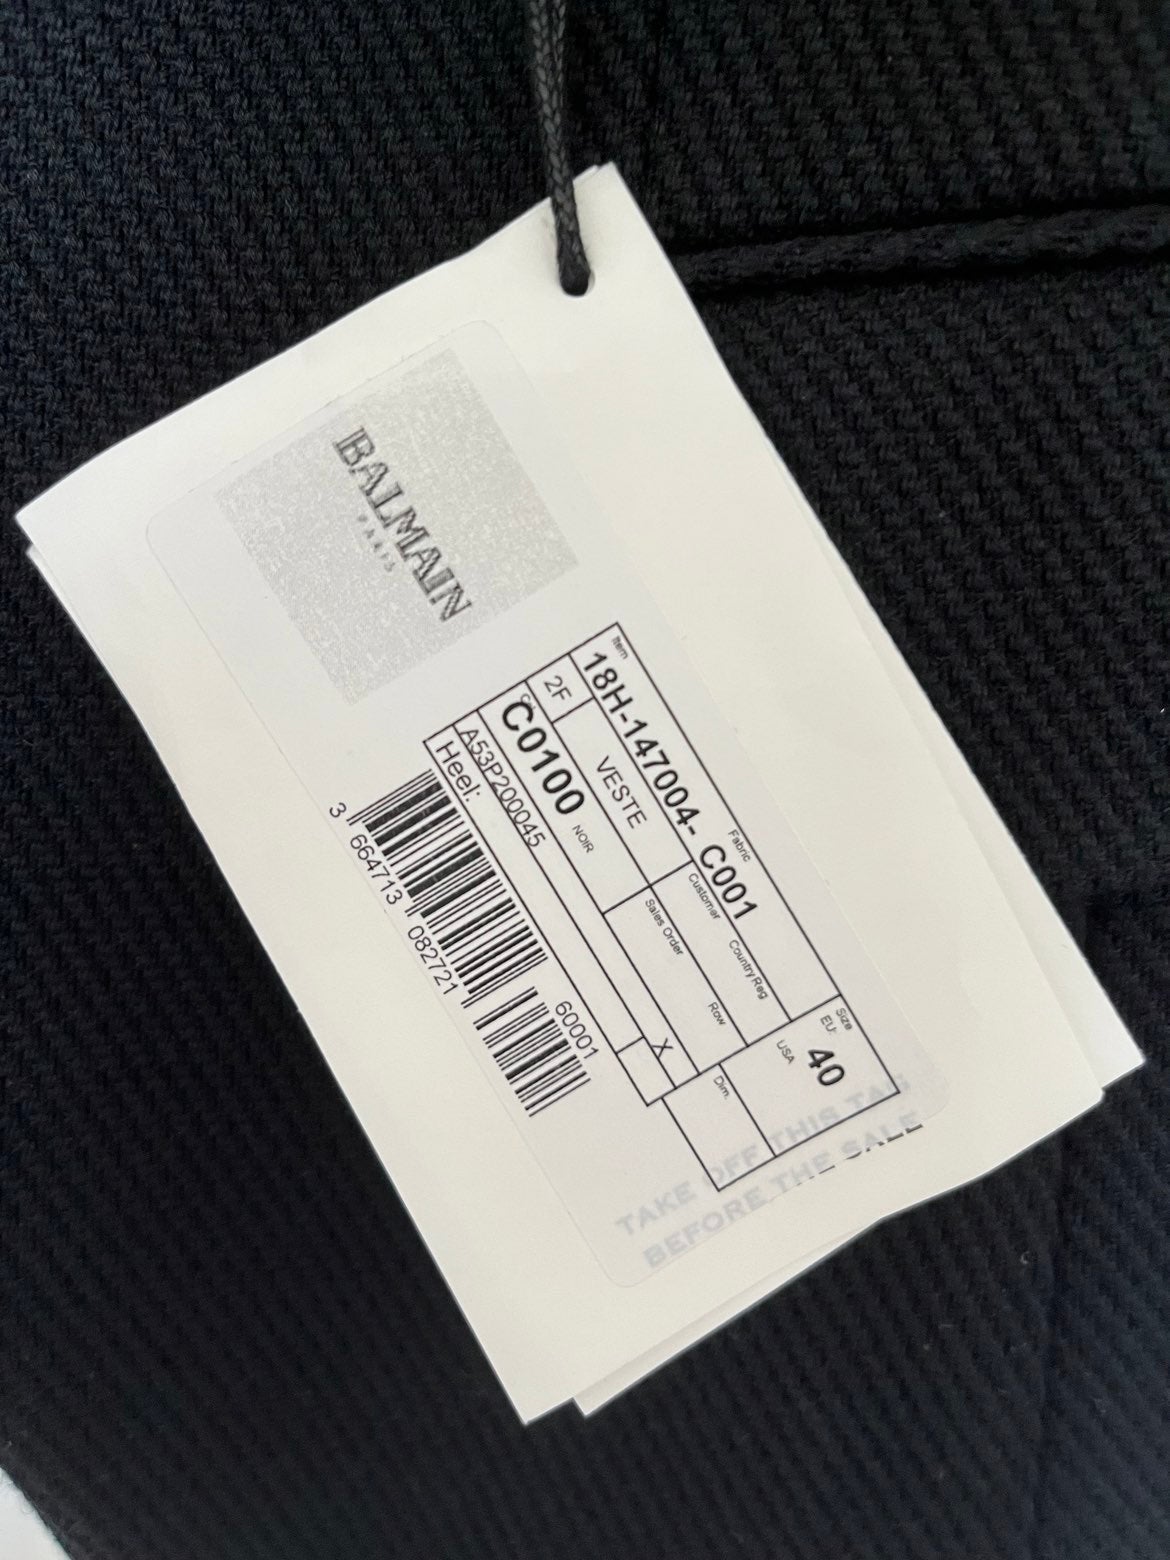 BALMAIN
PARIS
Item
Fabric
18H-147004- C001
Size
EU:
40
USA
2F
VESTE
Customer
Country Reg
C0100
NOIR
Sales Order
Row
Dim.
A53P200045
X
Heel:
3 664713 082721
60001
TAKE OFF THIS TAG
BEFORE THE SALE